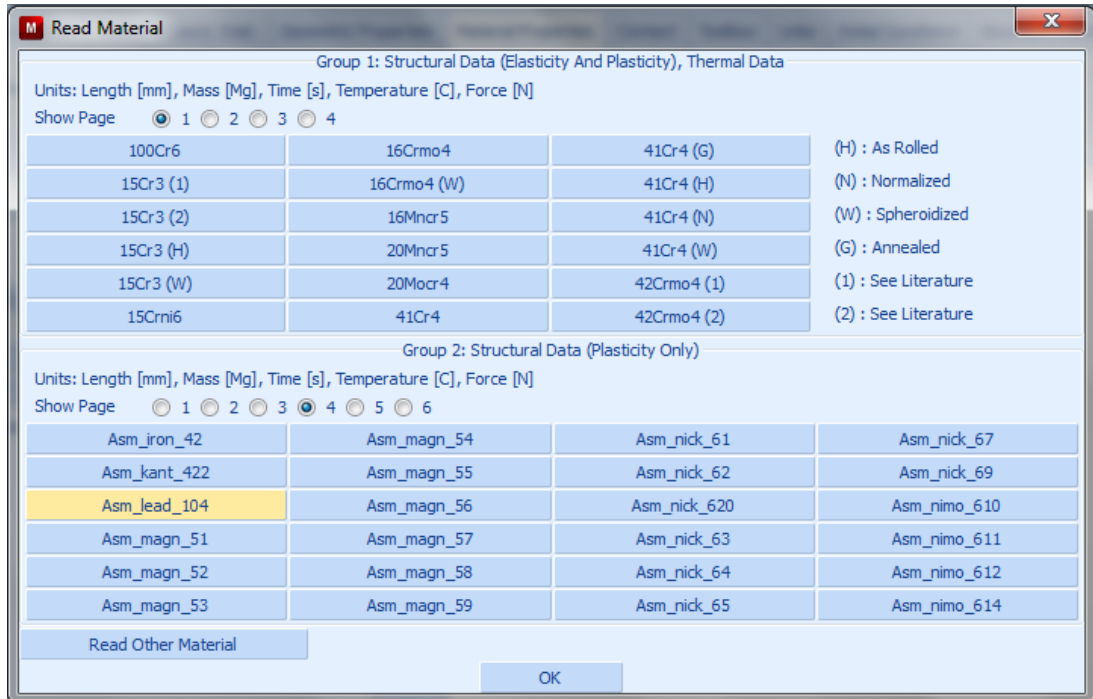 M Read Material X
Group 1: Structural Data (Elasticity And Plasticity), Thermal Data
Units: Length [mm], Mass [Mg], Time [s], Temperature [C], Force [N]
Show Page 1 2 3 4
100Cr6 16Crmo4 41Cr4 (G) (H) : As Rolled
15Cr3 (1) 16Crmo4 (W) 41Cr4 (H) (N) : Normalized
15Cr3 (2) 16Mncr5 41Cr4 (N) (W) : Spheroidized
15Cr3 (H) 20Mncr5 41Cr4 (W) (G) : Annealed
15Cr3 (W) 20Mocr4 42Crmo4 (1) (1) : See Literature
15Crni6 41Cr4 42Crmo4 (2) (2) : See Literature
Group 2: Structural Data (Plasticity Only)
Units: Length [mm], Mass [Mg], Time [s], Temperature [C], Force [N]
Show Page 1 2 3 4 5 6
Asm_iron_42 Asm_magn_54 Asm_nick_61 Asm_nick_67
Asm_kant_422 Asm_magn_55 Asm_nick_62 Asm_nick_69
Asm_lead_104 Asm_magn_56 Asm_nick_620 Asm_nimo_610
Asm_magn_51 Asm_magn_57 Asm_nick_63 Asm_nimo_611
Asm_magn_52 Asm_magn_58 Asm_nick_64 Asm_nimo_612
Asm_magn_53 Asm_magn_59 Asm_nick_65 Asm_nimo_614
Read Other Material
OK